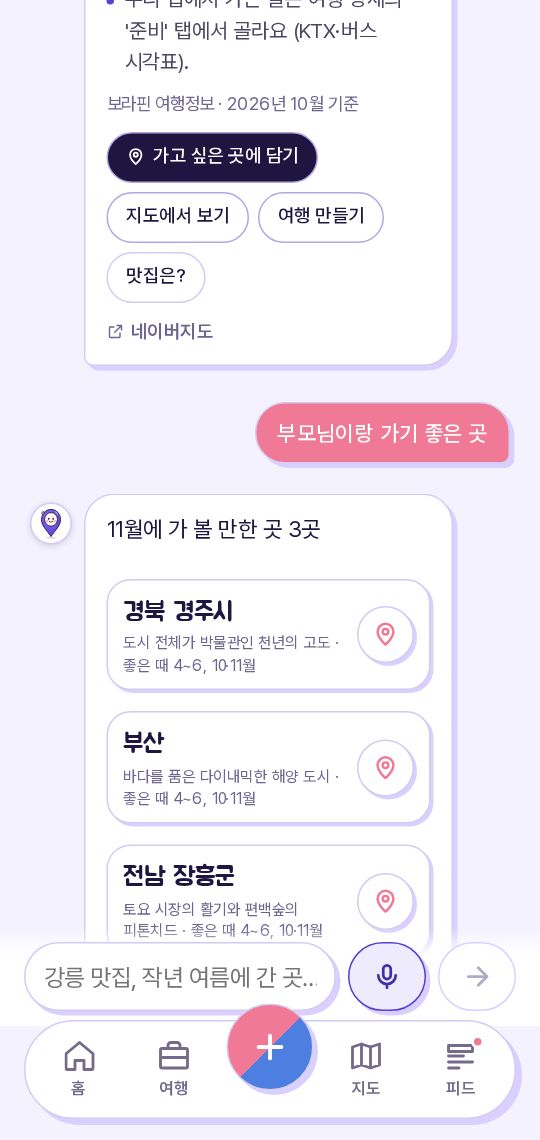 '준비' 탭에서 골라요 (KTX·버스
시각표).
보라핀 여행정보 · 2026년 10월 기준
가고 싶은 곳에 담기
지도에서 보기
여행 만들기
맛집은?
네이버지도
부모님이랑 가기 좋은 곳
11월에 가 볼 만한 곳 3곳
경북 경주시
도시 전체가 박물관인 천년의 고도 ·
좋은 때 4~6, 10·11월
부산
바다를 품은 다이내믹한 해양 도시 ·
좋은 때 4~6, 10·11월
전남 장흥군
토요 시장의 활기와 편백숲의
피톤치드 · 좋은 때 4~6, 10·11월
강릉 맛집, 작년 여름에 간 곳…
홈
여행
지도
피드